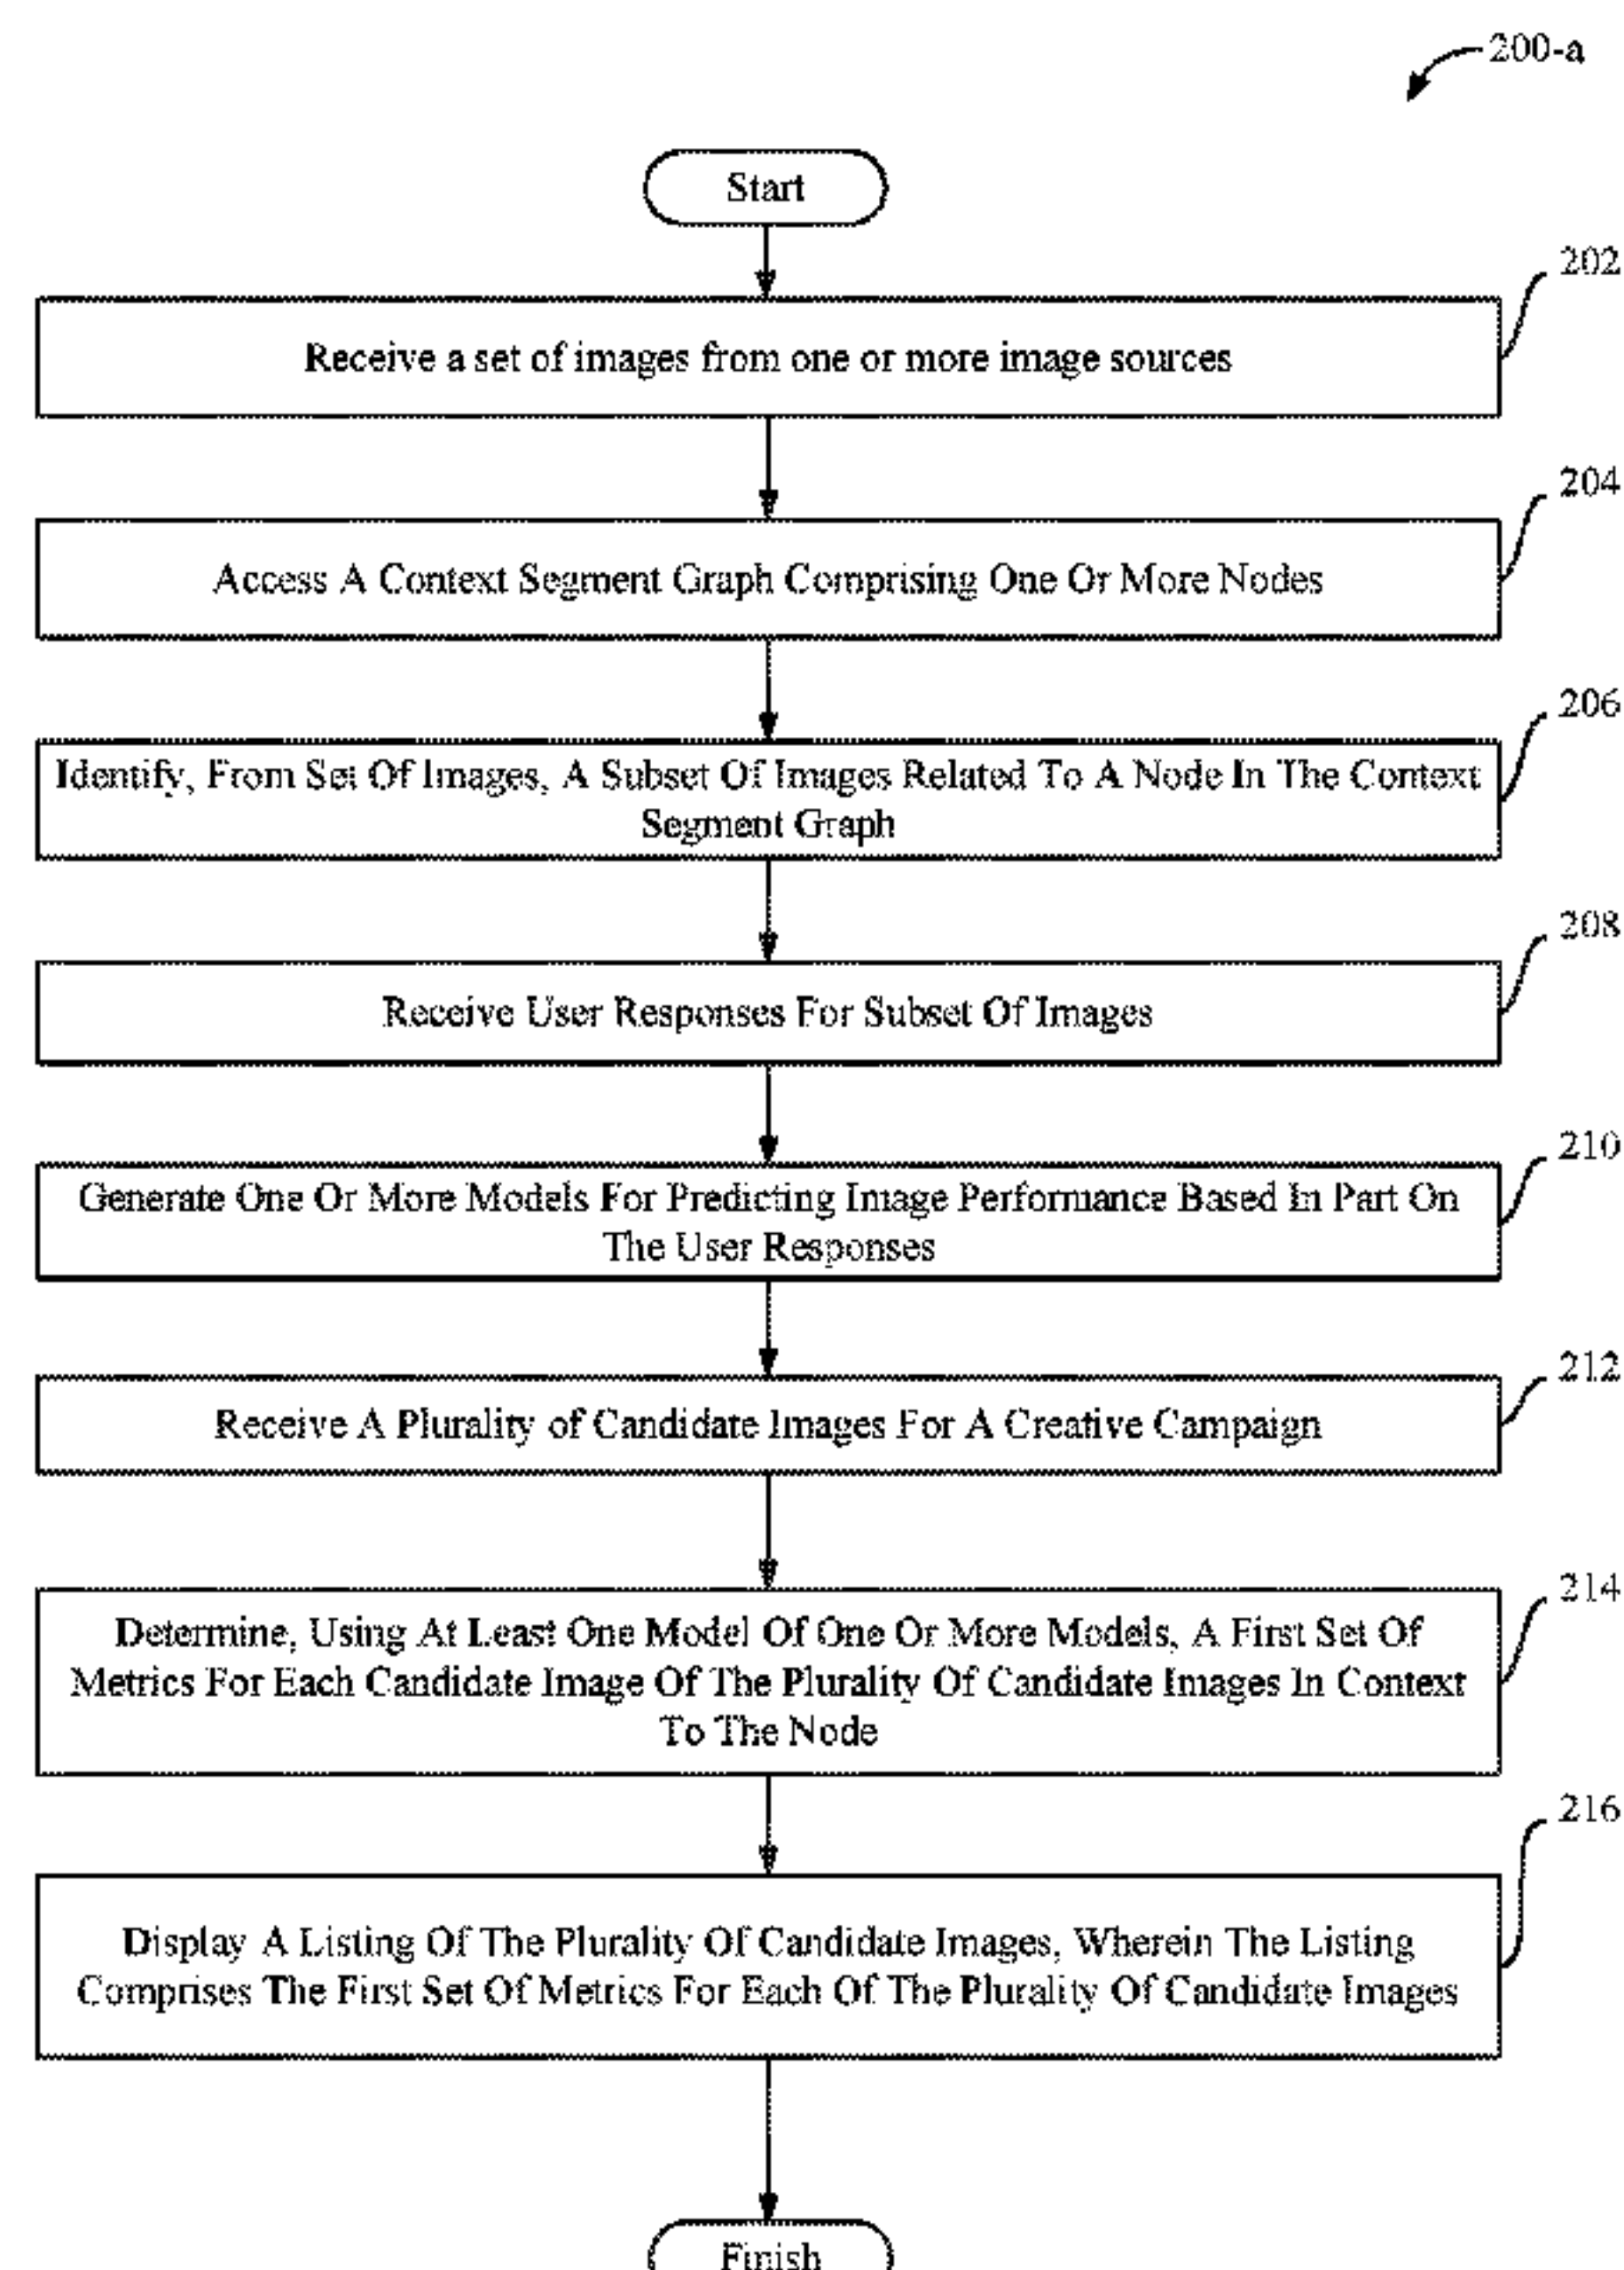 200-a
Start
202
Receive a set of images from one or more image sources
204
Access A Context Segment Graph Comprising One Or More Nodes
206
Identify, From Set Of Images, A Subset Of Images Related To A Node In The Context
Segment Graph
208
Receive User Responses For Subset Of Images
210
Generate One Or More Models For Predicting Image Performance Based In Part On
The User Responses
212
Receive A Plurality of Candidate Images For A Creative Campaign
214
Determine, Using At Least One Model Of One Or More Models, A First Set Of
Metrics For Each Candidate Image Of The Plurality Of Candidate Images In Context
To The Node
216
Display A Listing Of The Plurality Of Candidate Images, Wherein The Listing
Comprises The First Set Of Metrics For Each Of The Plurality Of Candidate Images
Finish